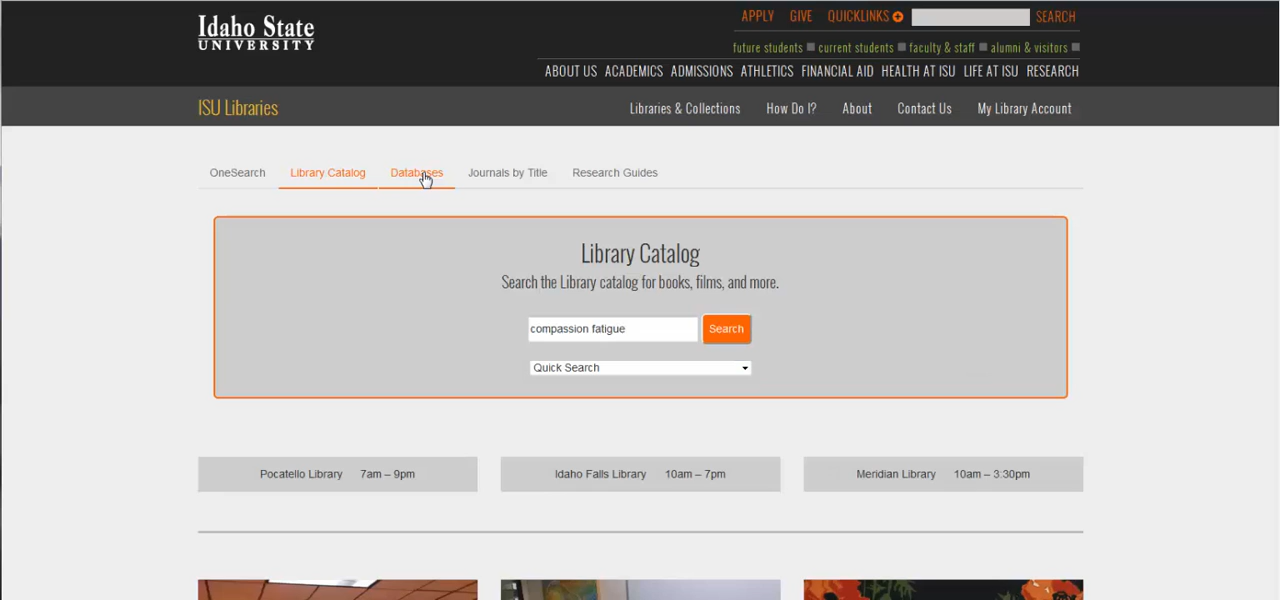 Idaho State
UNIVERSITY
APPLY GIVE QUICKLINKS SEARCH
future students current students faculty & staff alumni & visitors
ABOUT US ACADEMICS ADMISSIONS ATHLETICS FINANCIAL AID HEALTH AT ISU LIFE AT ISU RESEARCH
ISU Libraries
Libraries & Collections How Do I? About Contact Us My Library Account
OneSearch Library Catalog Databases Journals by Title Research Guides
Library Catalog
Search the Library catalog for books, films, and more.
compassion fatigue Search
Quick Search
Pocatello Library 7am – 9pm Idaho Falls Library 10am – 7pm Meridian Library 10am – 3:30pm